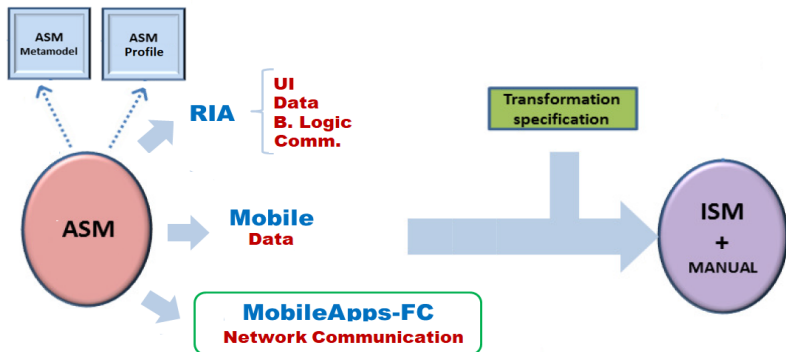 ASM
Metamodel
ASM
Profile
RIA
UI
Data
B. Logic
Comm.
Transformation
specification
ASM
Mobile
Data
ISM
+
MANUAL
MobileApps-FC
Network Communication